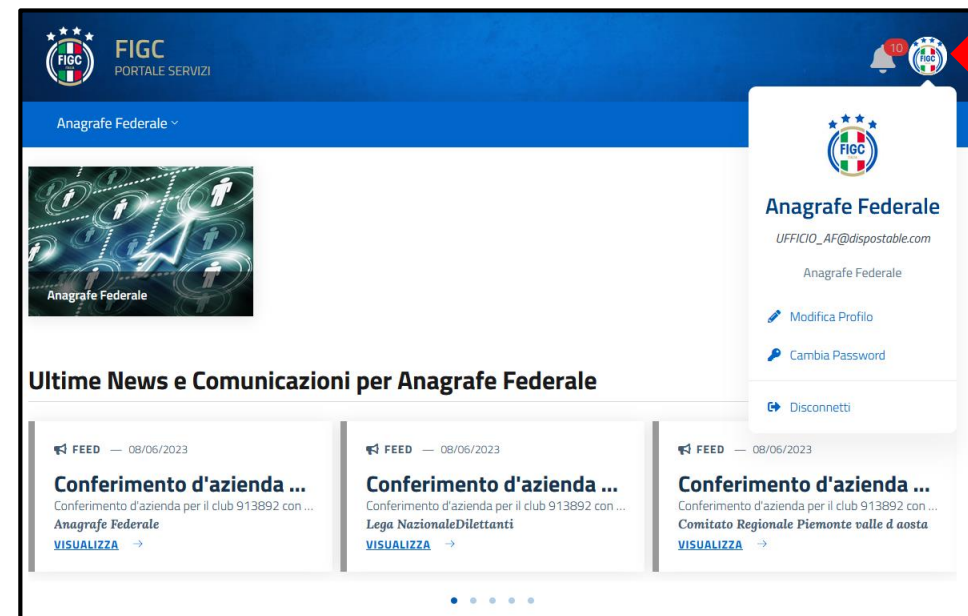 FIGC
FIGC
PORTALE SERVIZI
10
FIGC
Anagrafe Federale
FIGC
Anagrafe Federale
UFFICIO_AF@dispostable.com
Anagrafe Federale
Modifica Profilo
Cambia Password
Disconnetti
Anagrafe Federale
Ultime News e Comunicazioni per Anagrafe Federale
FEED — 08/06/2023
Conferimento d'azienda ...
Conferimento d'azienda per il club 913892 con ...
Anagrafe Federale
VISUALIZZA →
FEED — 08/06/2023
Conferimento d'azienda ...
Conferimento d'azienda per il club 913892 con ...
Lega NazionaleDilettanti
VISUALIZZA →
FEED — 08/06/2023
Conferimento d'azienda ...
Conferimento d'azienda per il club 913892 con ...
Comitato Regionale Piemonte valle d aosta
VISUALIZZA →